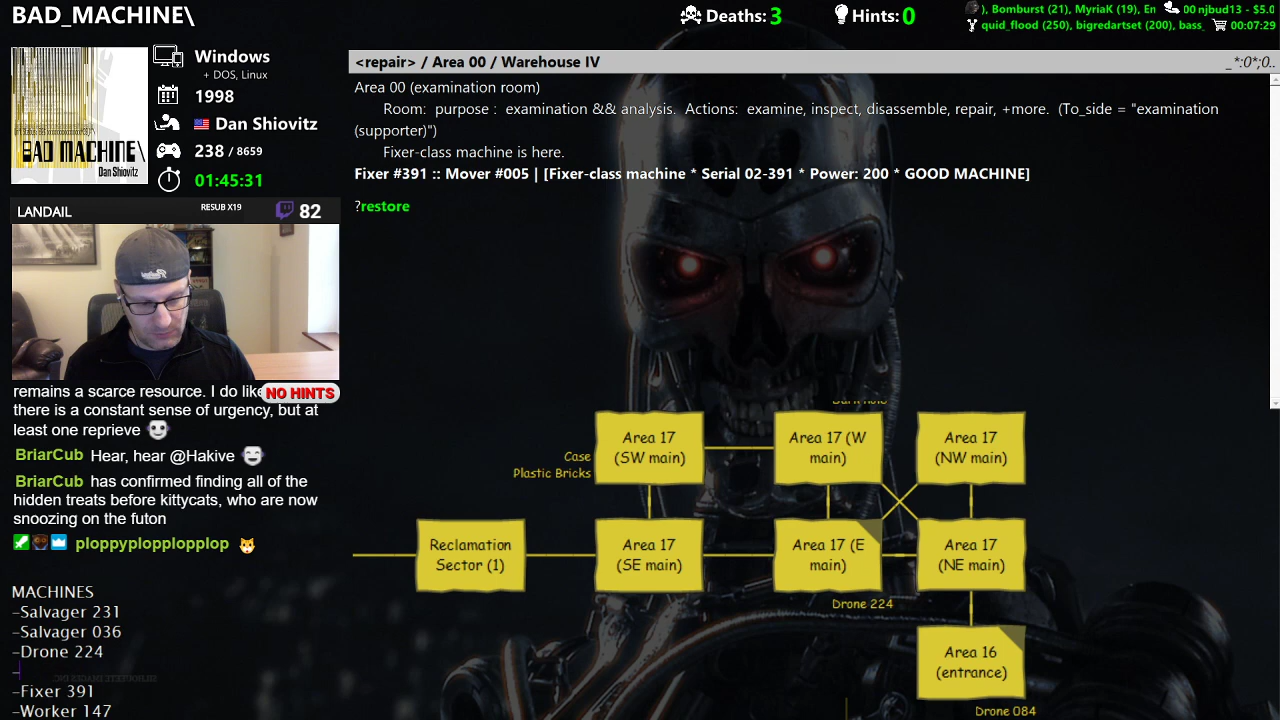 BAD_MACHINE\
Deaths: 3
Hints: 0
), Bomburst (21), MyriaK (19), En
00 njbud13 - $5.0
quid_flood (250), bigredartset (200), bass_
00:07:29
Windows
+ DOS, Linux
1998
Dan Shiovitz
238 / 8659
01:45:31
BAD MACHINE\
Dan Shiovitz
LANDAIL
RESUB X19
82
<repair> / Area 00 / Warehouse IV
_*:0*;0..
Area 00 (examination room)
Room: purpose : examination && analysis. Actions: examine, inspect, disassemble, repair, +more. (To_side = "examination
(supporter)")
Fixer-class machine is here.
Fixer #391 :: Mover #005 | [Fixer-class machine * Serial 02-391 * Power: 200 * GOOD MACHINE]
?restore
remains a scarce resource. I do like
NO HINTS
there is a constant sense of urgency, but at
least one reprieve
BriarCub Hear, hear @Hakive
BriarCub has confirmed finding all of the
hidden treats before kittycats, who are now
snoozing on the futon
ploppyplopplopplop
MACHINES
-Salvager 231
-Salvager 036
-Drone 224
-
-Fixer 391
-Worker 147
Area 17
(SW main)
Area 17 (W
main)
Area 17
(NW main)
Case
Plastic Bricks
Reclamation
Sector (1)
Area 17
(SE main)
Area 17 (E
main)
Area 17
(NE main)
Drone 224
Area 16
(entrance)
Drone 084